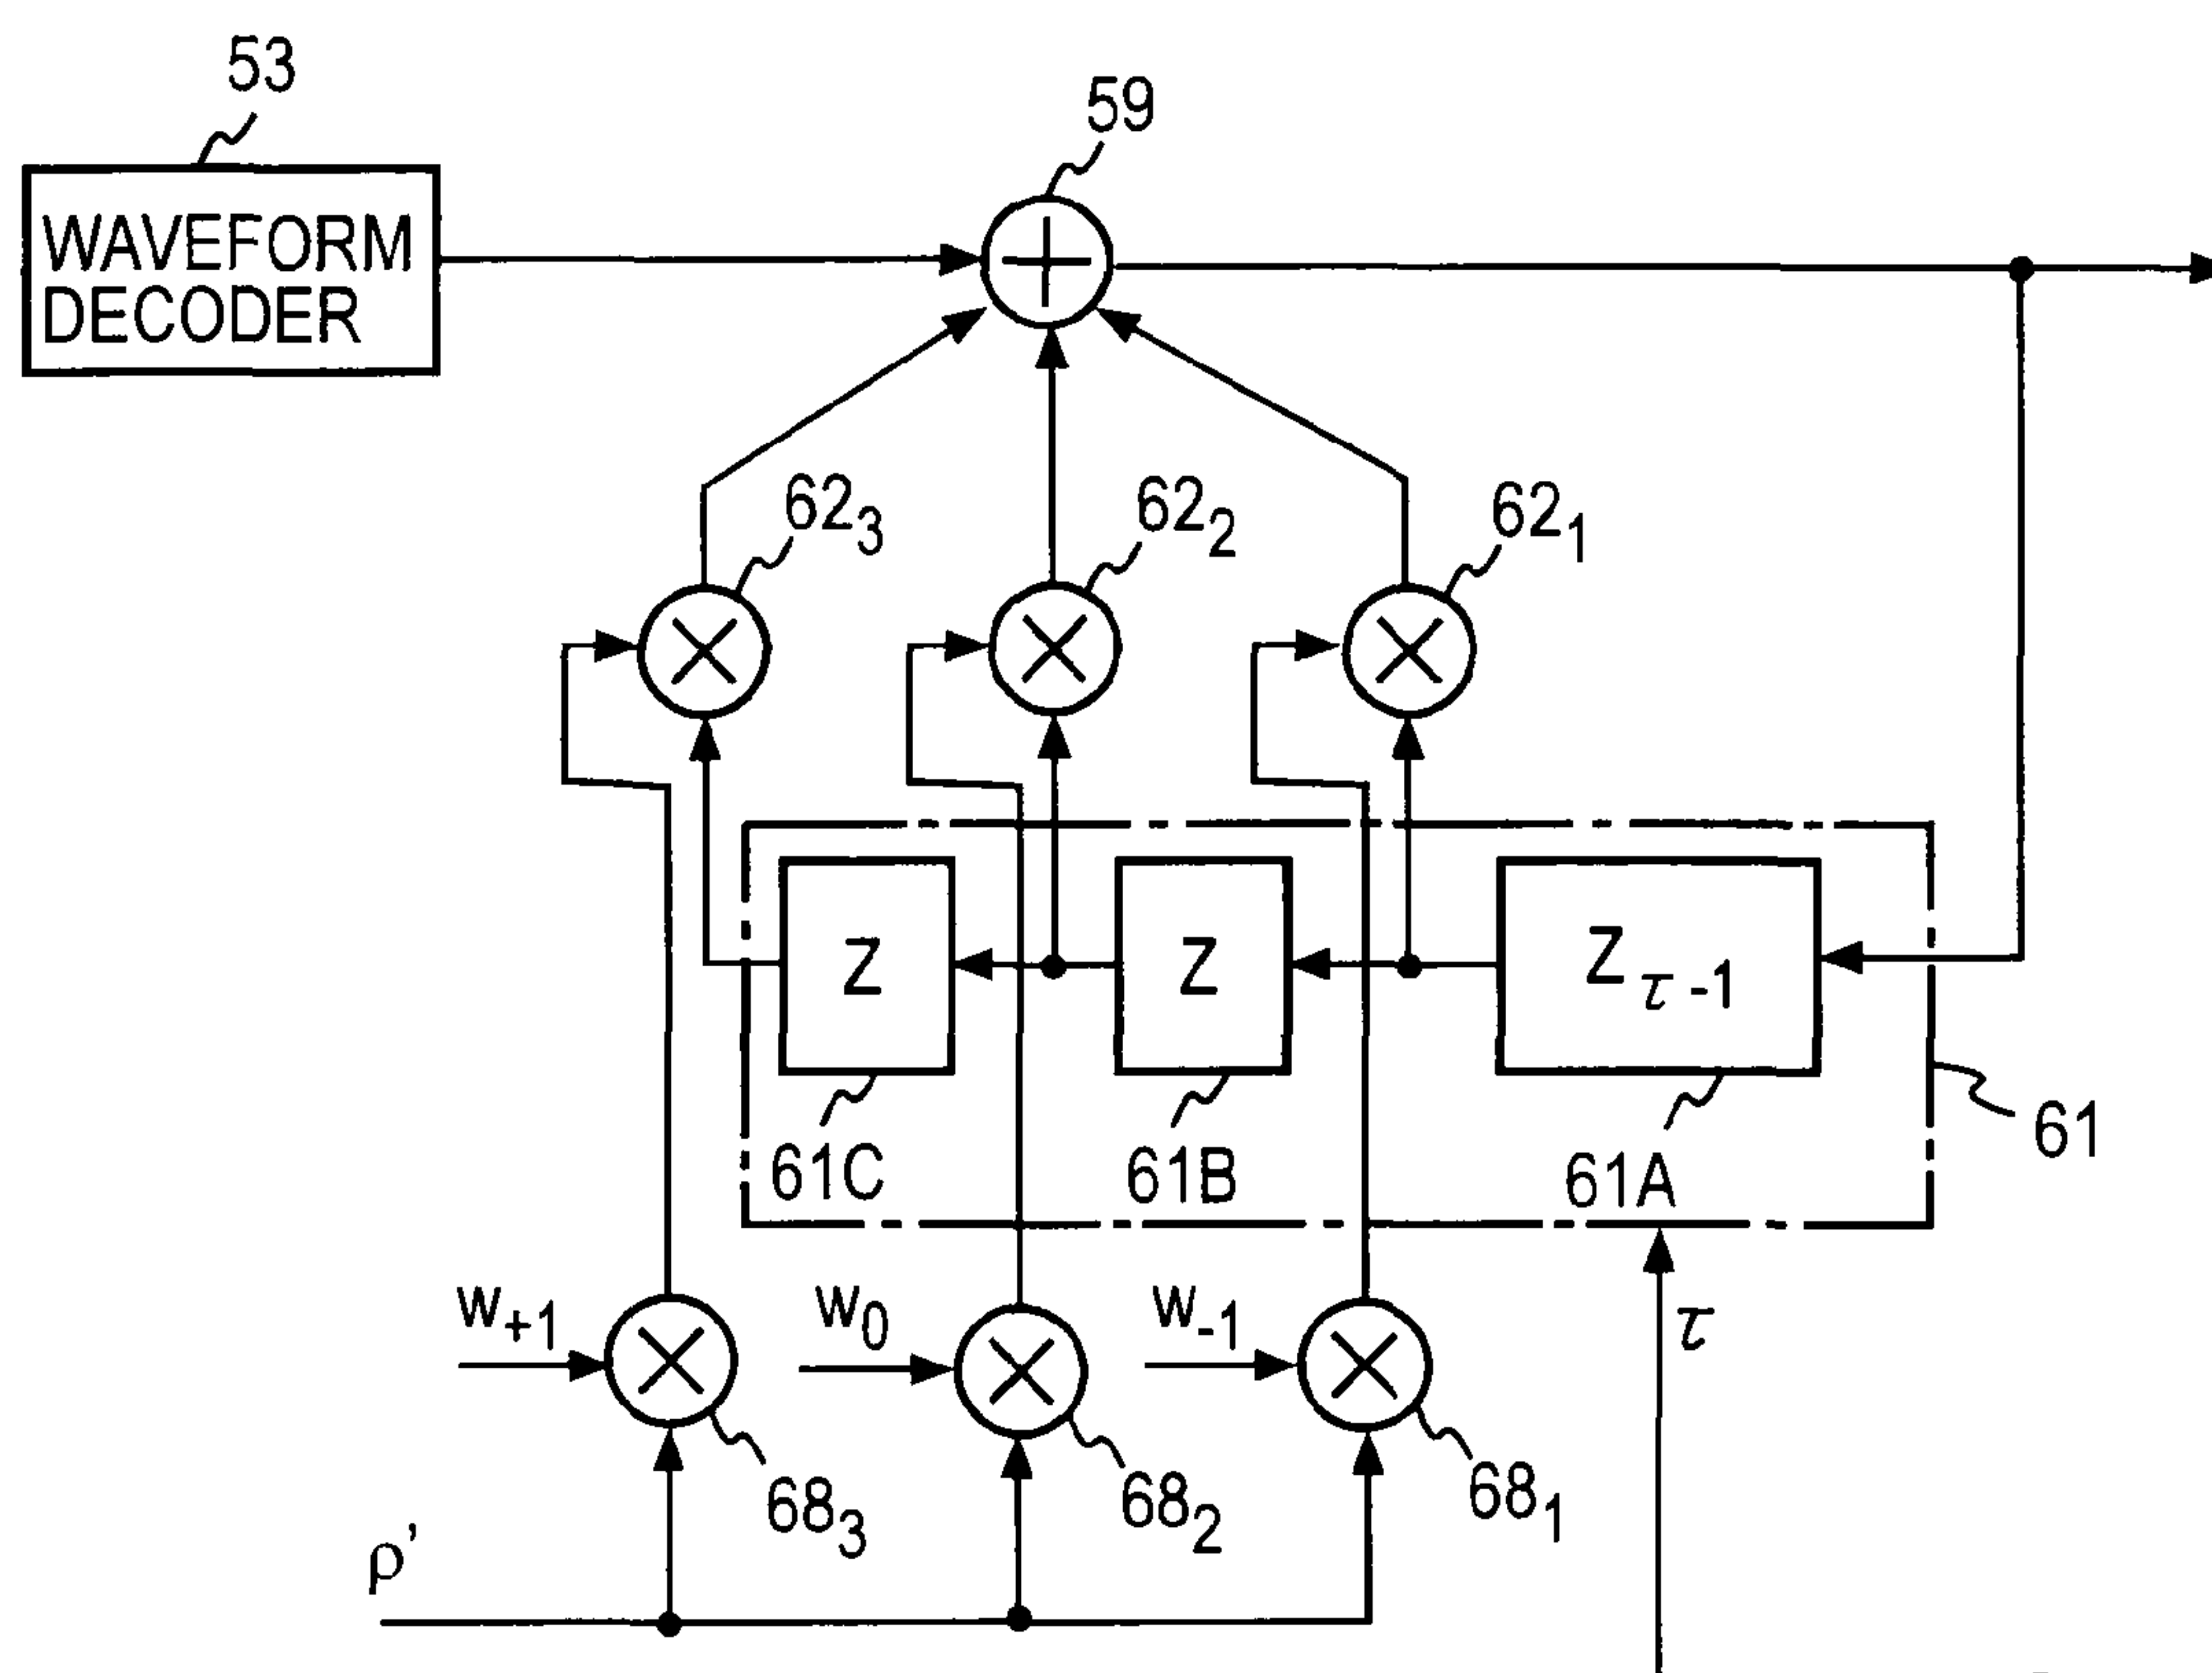 53
59
WAVEFORM
DECODER
62₃
62₂
62₁
Z
Z
Z τ-1
61
61C
61B
61A
w₊₁
w₀
w₋₁
τ
68₃
68₂
68₁
ρ'